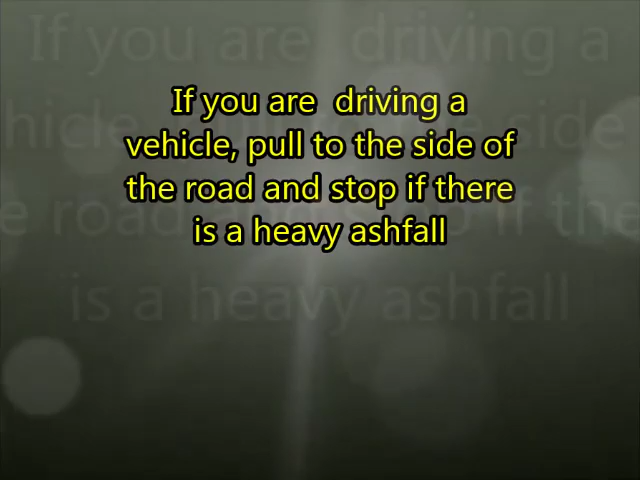 If you are  driving a
vehicle, pull to the side of
the road and stop if there
is a heavy ashfall